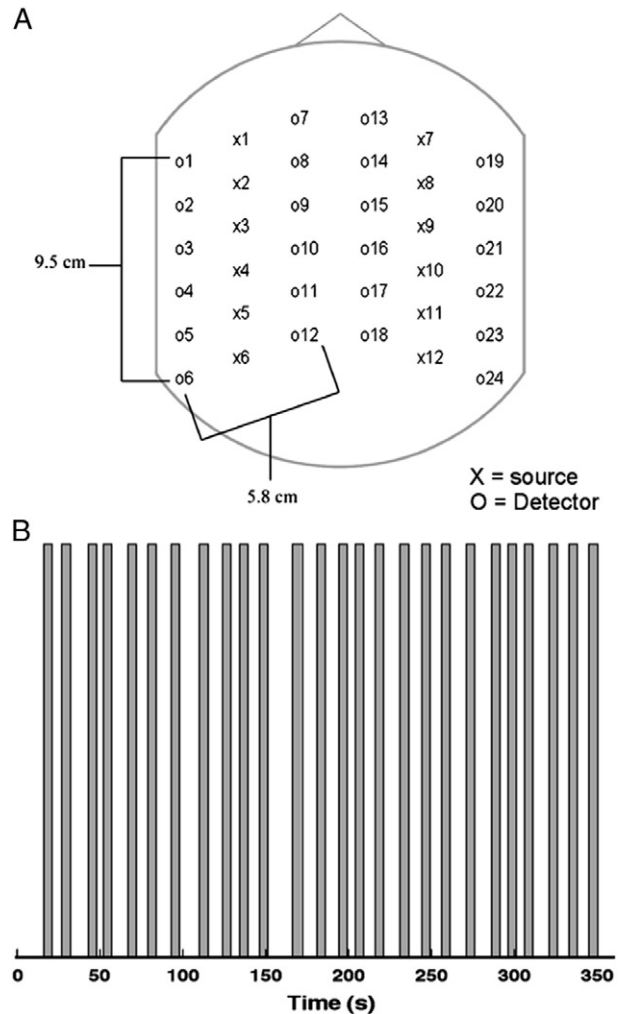 A
o7 o13
x1 x7
o1 o8 o14 o19
x2 x8
o2 o9 o15 o20
x3 x9
o3 o10 o16 o21
9.5 cm
x4 x10
o4 o11 o17 o22
x5 x11
o5 o12 o18 o23
x6 x12
o6 o24
5.8 cm
X = source
O = Detector
B
0 50 100 150 200 250 300 350
Time (s)